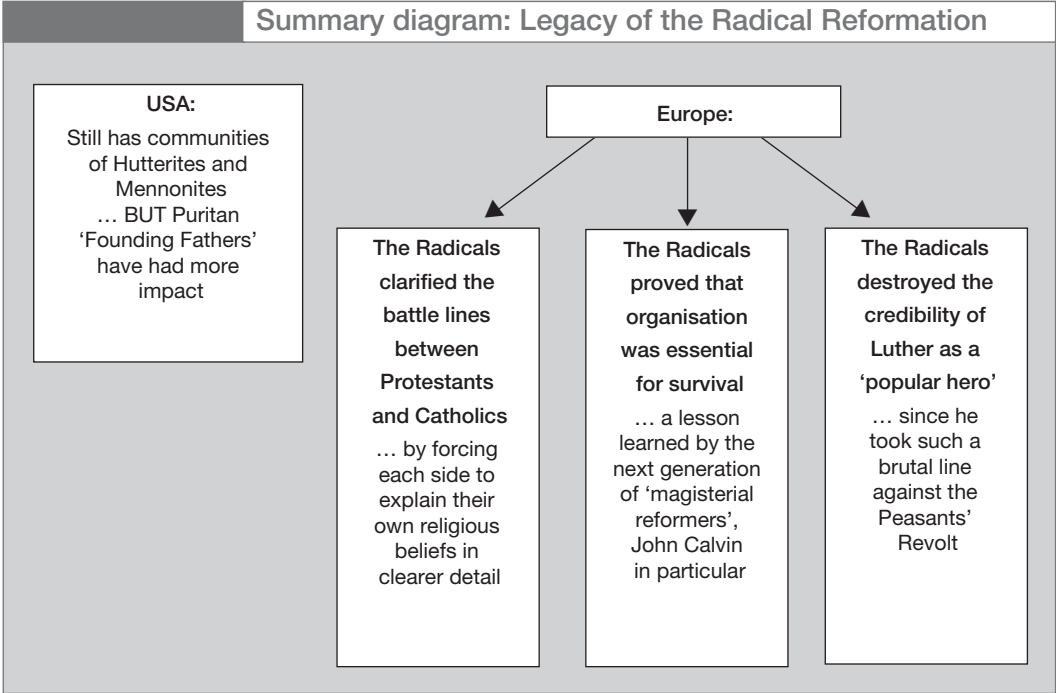 Summary diagram: Legacy of the Radical Reformation
USA:
Still has communities
of Hutterites and
Mennonites
… BUT Puritan
‘Founding Fathers’
have had more
impact
Europe:
The Radicals
clarified the
battle lines
between
Protestants
and Catholics
… by forcing
each side to
explain their
own religious
beliefs in
clearer detail
The Radicals
proved that
organisation
was essential
for survival
… a lesson
learned by the
next generation
of ‘magisterial
reformers’,
John Calvin
in particular
The Radicals
destroyed the
credibility of
Luther as a
‘popular hero’
… since he
took such a
brutal line
against the
Peasants’
Revolt